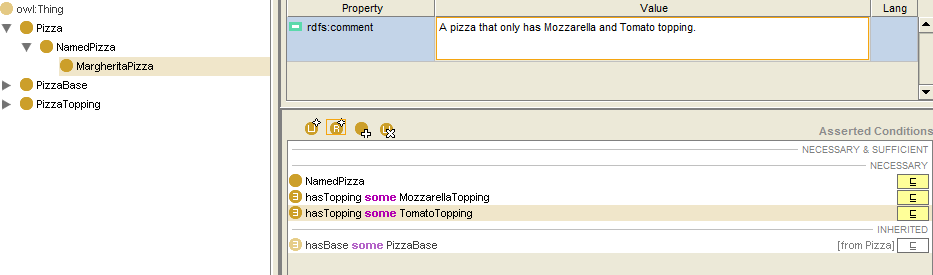 owl:Thing
Pizza
NamedPizza
MargheritaPizza
PizzaBase
PizzaTopping
Property Value Lang
rdfs:comment A pizza that only has Mozzarella and Tomato topping.
Asserted Conditions
NECESSARY & SUFFICIENT
NECESSARY
NamedPizza ⊑
∃ hasTopping some MozzarellaTopping ⊑
∃ hasTopping some TomatoTopping ⊑
INHERITED
∃ hasBase some PizzaBase [from Pizza] ⊑